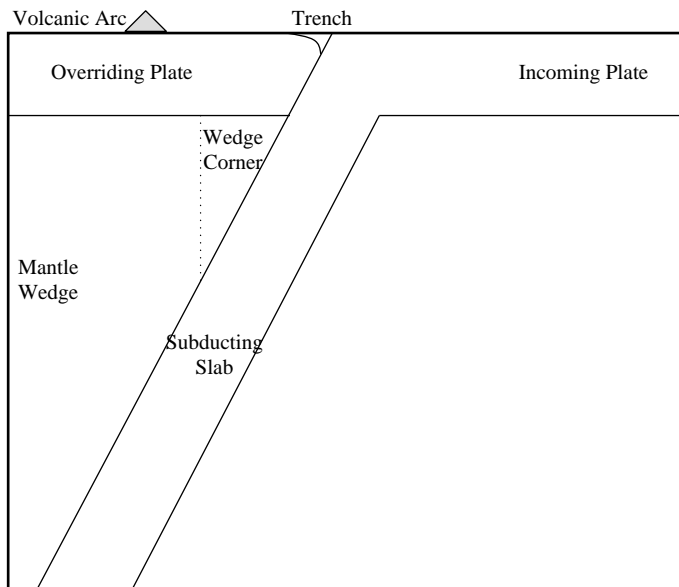 Volcanic Arc
Trench
Overriding Plate
Incoming Plate
Wedge
Corner
Mantle
Wedge
Subducting
Slab